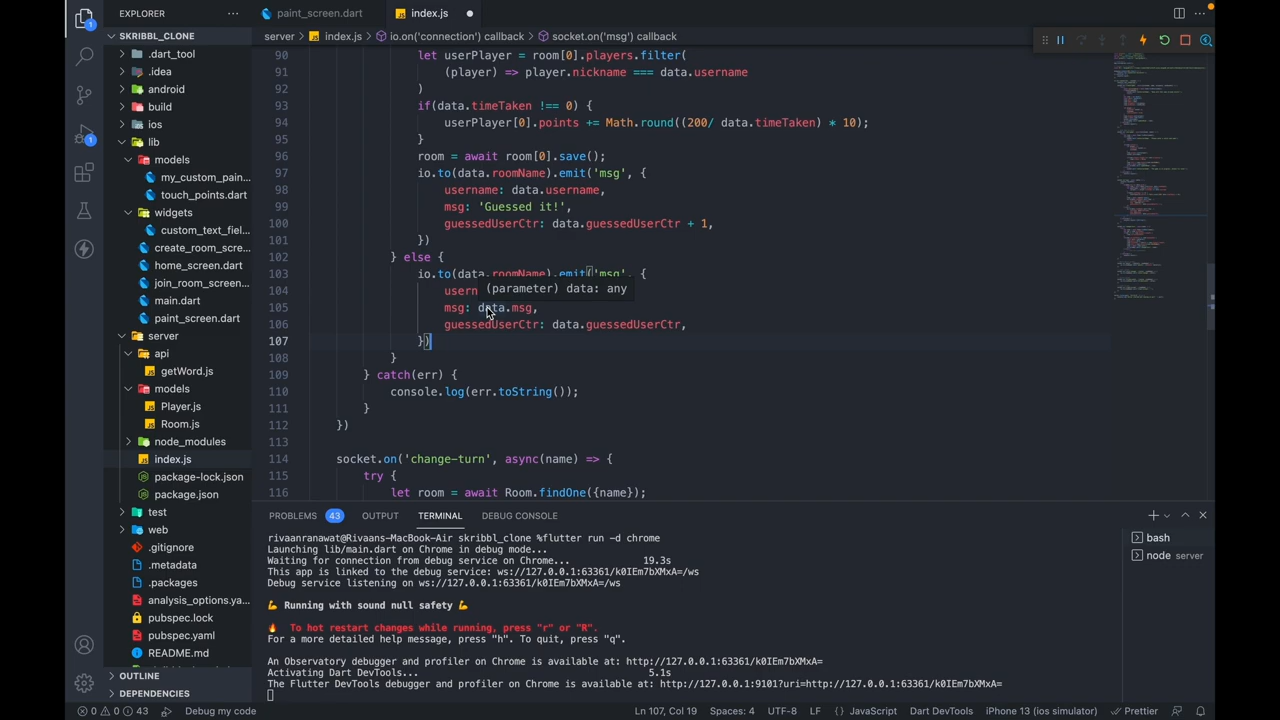 EXPLORER
...
paint_screen.dart
index.js
...
SKRIBBL_CLONE
server
index.js
io.on('connection') callback
socket.on('msg') callback
.dart_tool
.idea
android
build
ios
lib
models
my_custom_pain...
touch_points.dart
widgets
custom_text_fiel...
create_room_scre...
home_screen.dart
join_room_screen...
main.dart
paint_screen.dart
server
api
getWord.js
models
Player.js
Room.js
node_modules
index.js
package-lock.json
package.json
test
web
.gitignore
.metadata
.packages
analysis_options.ya...
pubspec.lock
pubspec.yaml
README.md
OUTLINE
DEPENDENCIES
90 let userPlayer = room[0].players.filter(
91 (player) => player.nickname === data.username
92
93 if(data.timeTaken !== 0) {
94 userPlayer[0].points += Math.round((200/ data.timeTaken) * 10);
95
96 room = await room[0].save();
97 io.to(data.roomName).emit('msg', {
98 username: data.username,
99 msg: 'Guessed it!',
100 guessedUserCtr: data.guessedUserCtr + 1,
101 })
102 } else {
103 io.to(data.roomName).emit('msg', {
104 usern
(parameter) data: any
105 msg: data.msg,
106 guessedUserCtr: data.guessedUserCtr,
107 })
108 }
109 } catch(err) {
110 console.log(err.toString());
111 }
112 })
113
114 socket.on('change-turn', async(name) => {
115 try {
116 let room = await Room.findOne({name});
PROBLEMS 43 OUTPUT TERMINAL DEBUG CONSOLE
rivaanranawat@Rivaans-MacBook-Air skribbl_clone %flutter run -d chrome
Launching lib/main.dart on Chrome in debug mode...
Waiting for connection from debug service on Chrome... 19.3s
This app is linked to the debug service: ws://127.0.0.1:63361/k0IEm7bXMxA=/ws
Debug service listening on ws://127.0.0.1:63361/k0IEm7bXMxA=/ws
💪 Running with sound null safety 💪
🔥 To hot restart changes while running, press "r" or "R".
For a more detailed help message, press "h". To quit, press "q".
An Observatory debugger and profiler on Chrome is available at: http://127.0.0.1:63361/k0IEm7bXMxA=
Activating Dart DevTools... 5.1s
The Flutter DevTools debugger and profiler on Chrome is available at: http://127.0.0.1:9101?uri=http://127.0.0.1:63361/k0IEm7bXMxA=
bash
node server
0 0 43 Debug my code Ln 107, Col 19 Spaces: 4 UTF-8 LF JavaScript Dart DevTools iPhone 13 (ios simulator) Prettier
1
1